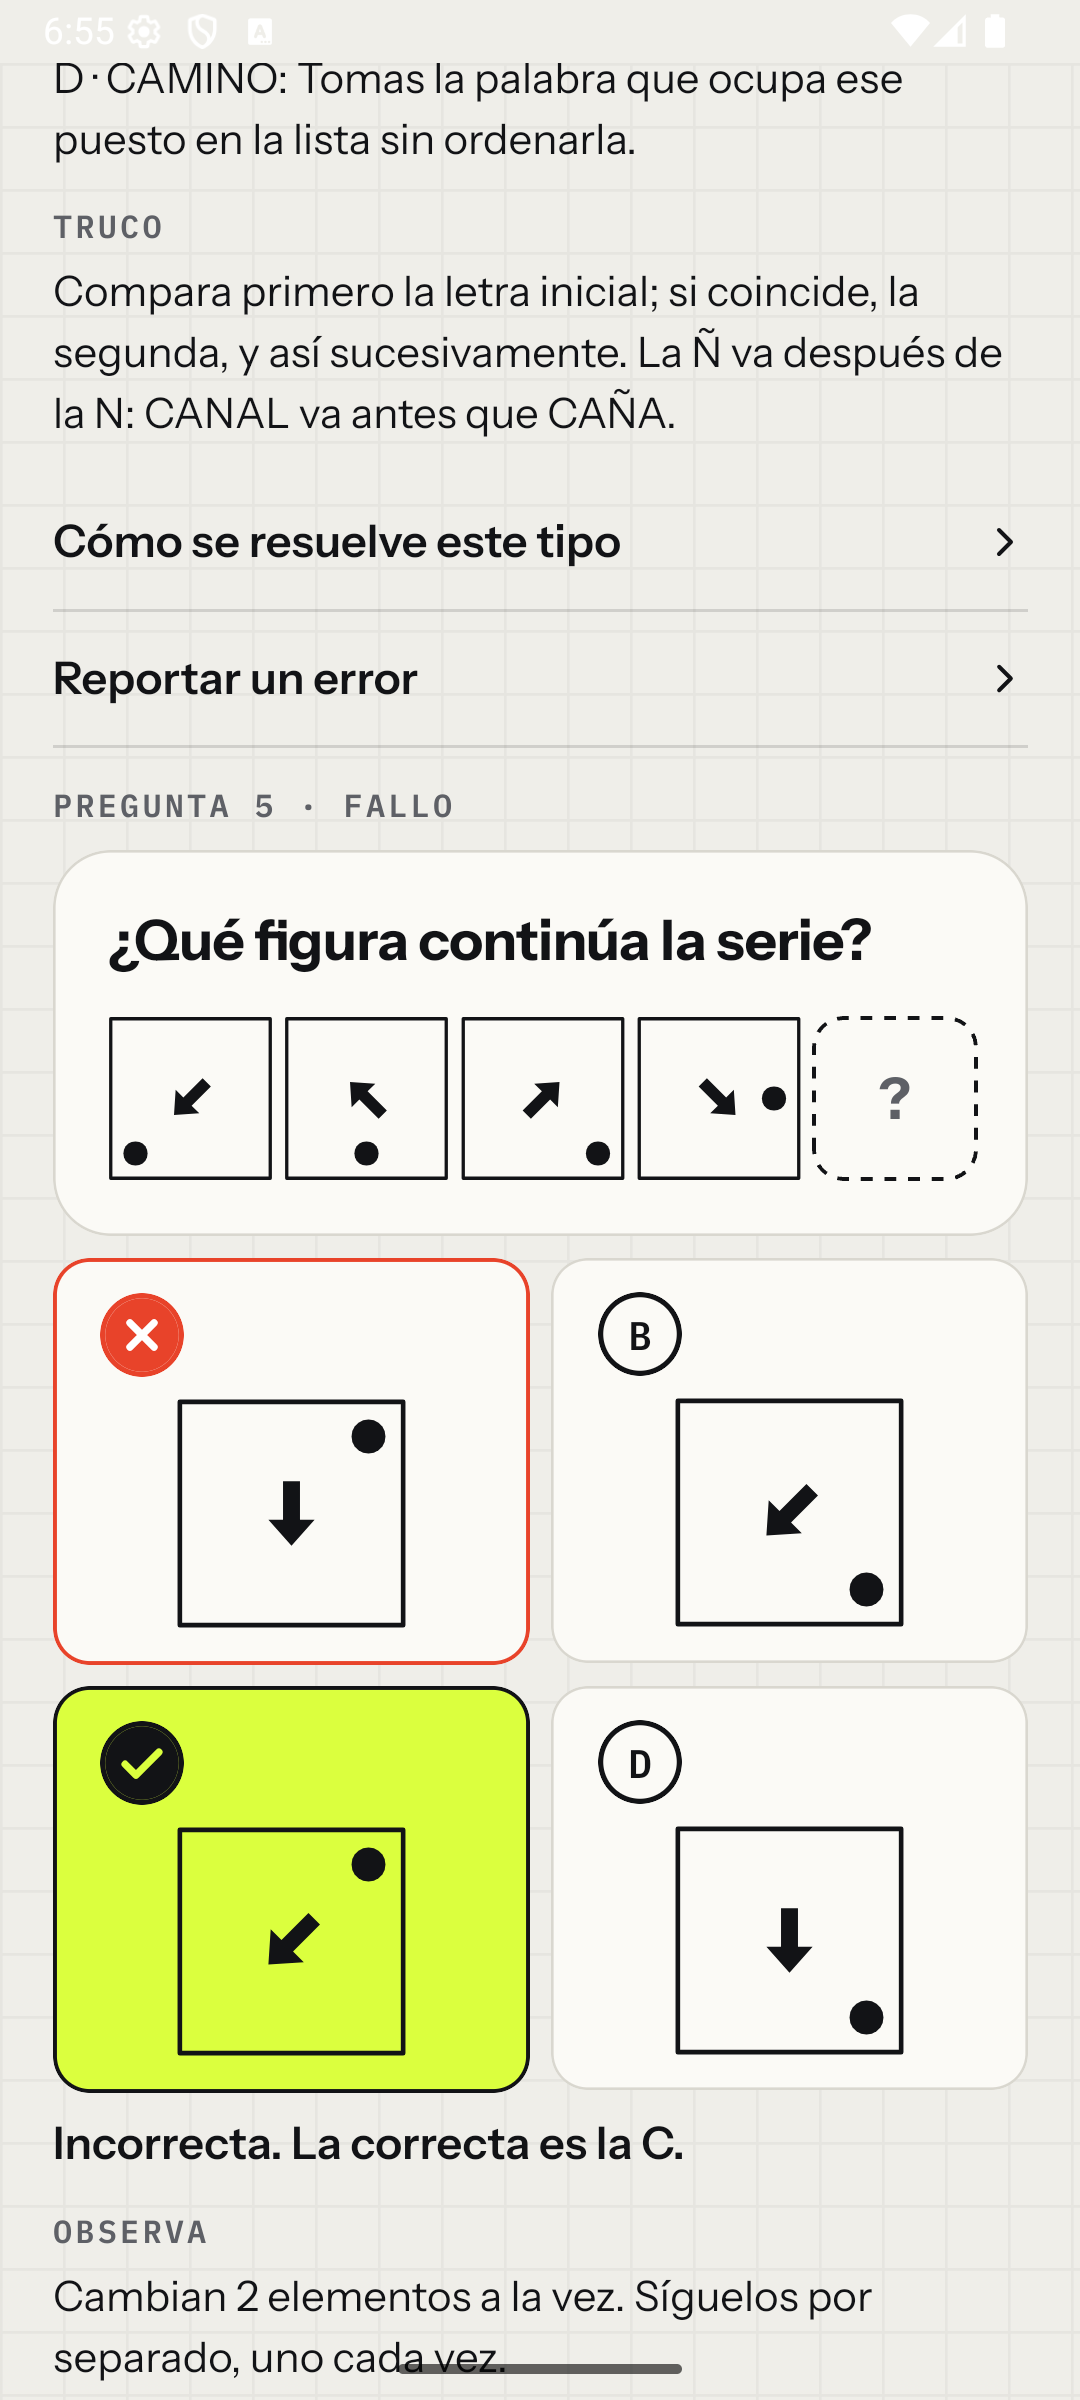 6:55
D · CAMINO: Tomas la palabra que ocupa ese
puesto en la lista sin ordenarla.
TRUCO
Compara primero la letra inicial; si coincide, la
segunda, y así sucesivamente. La Ñ va después de
la N: CANAL va antes que CAÑA.
Cómo se resuelve este tipo
Reportar un error
PREGUNTA 5 · FALLO
¿Qué figura continúa la serie?
?
B
D
Incorrecta. La correcta es la C.
OBSERVA
Cambian 2 elementos a la vez. Síguelos por
separado, uno cada vez.